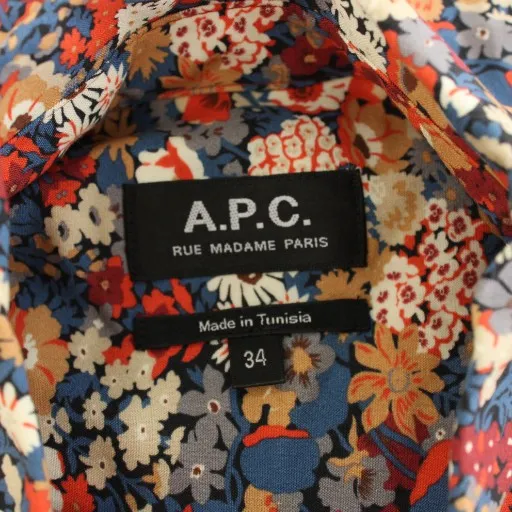 A.P.C.
RUE MADAME PARIS
Made in Tunisia
34